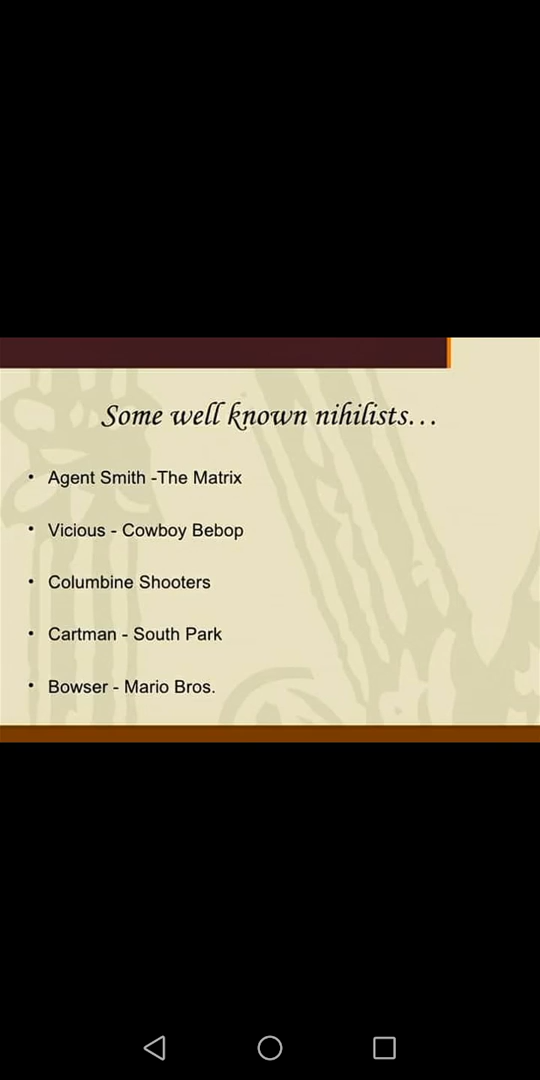 Some well known nihilists...
• Agent Smith -The Matrix
• Vicious - Cowboy Bebop
• Columbine Shooters
• Cartman - South Park
• Bowser - Mario Bros.